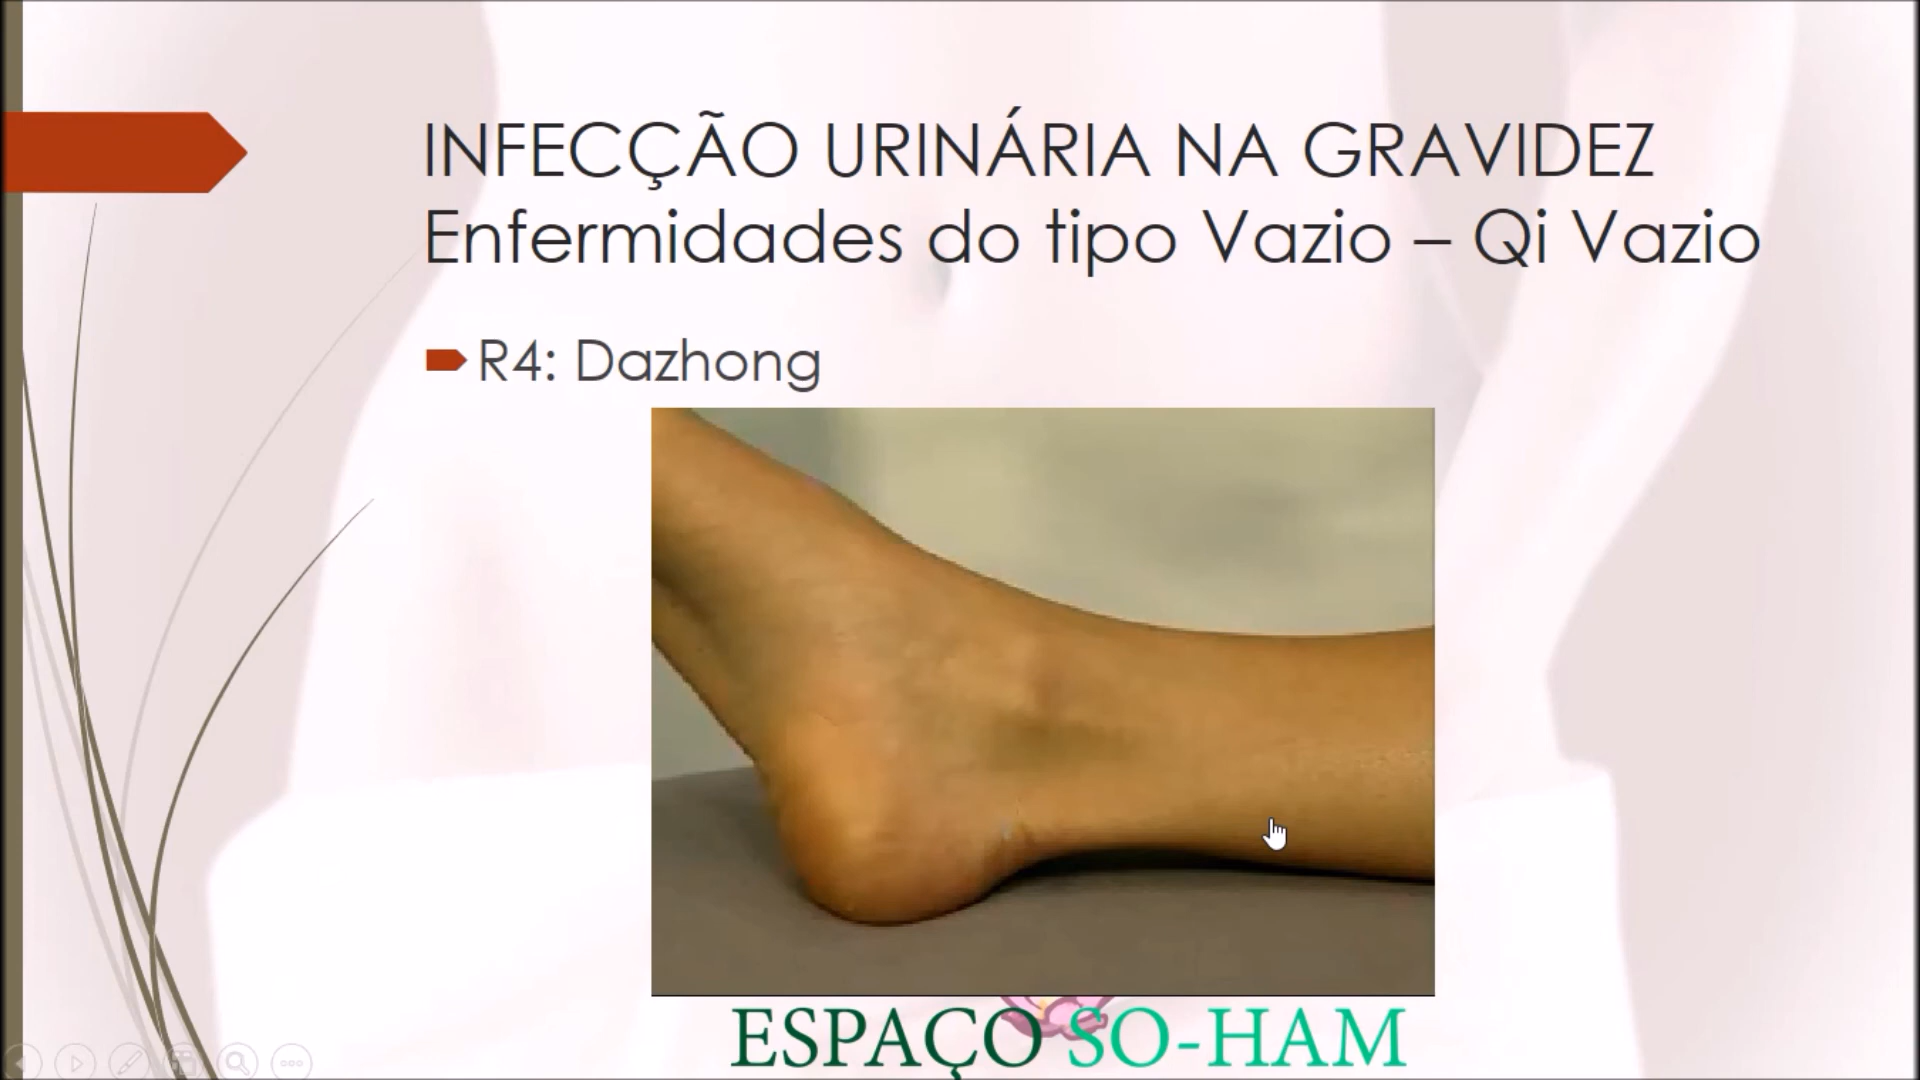 INFECÇÃO URINÁRIA NA GRAVIDEZ
Enfermidades do tipo Vazio – Qi Vazio
R4: Dazhong
ESPAÇO SO-HAM